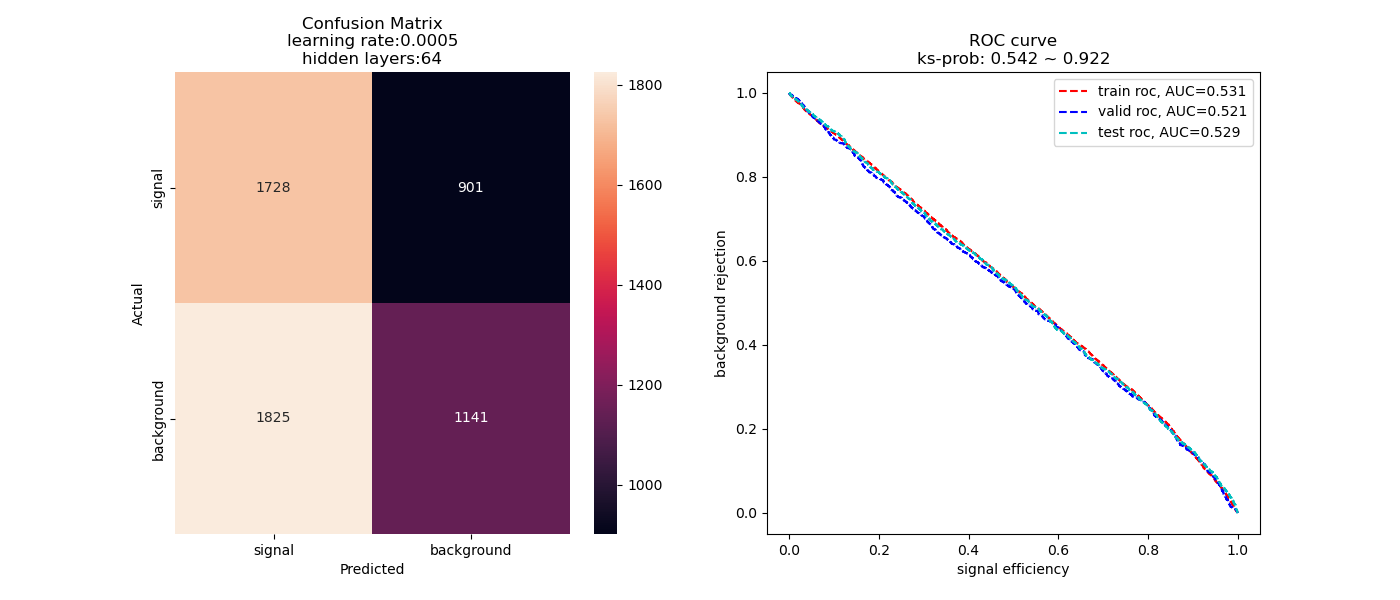 Confusion Matrix
learning rate:0.0005
hidden layers:64
signal
background
Actual
1728
901
1825
1141
signal
background
Predicted
1800
1600
1400
1200
1000
ROC curve
ks-prob: 0.542 ~ 0.922
train roc, AUC=0.531
valid roc, AUC=0.521
test roc, AUC=0.529
background rejection
1.0
0.8
0.6
0.4
0.2
0.0
0.0
0.2
0.4
0.6
0.8
1.0
signal efficiency